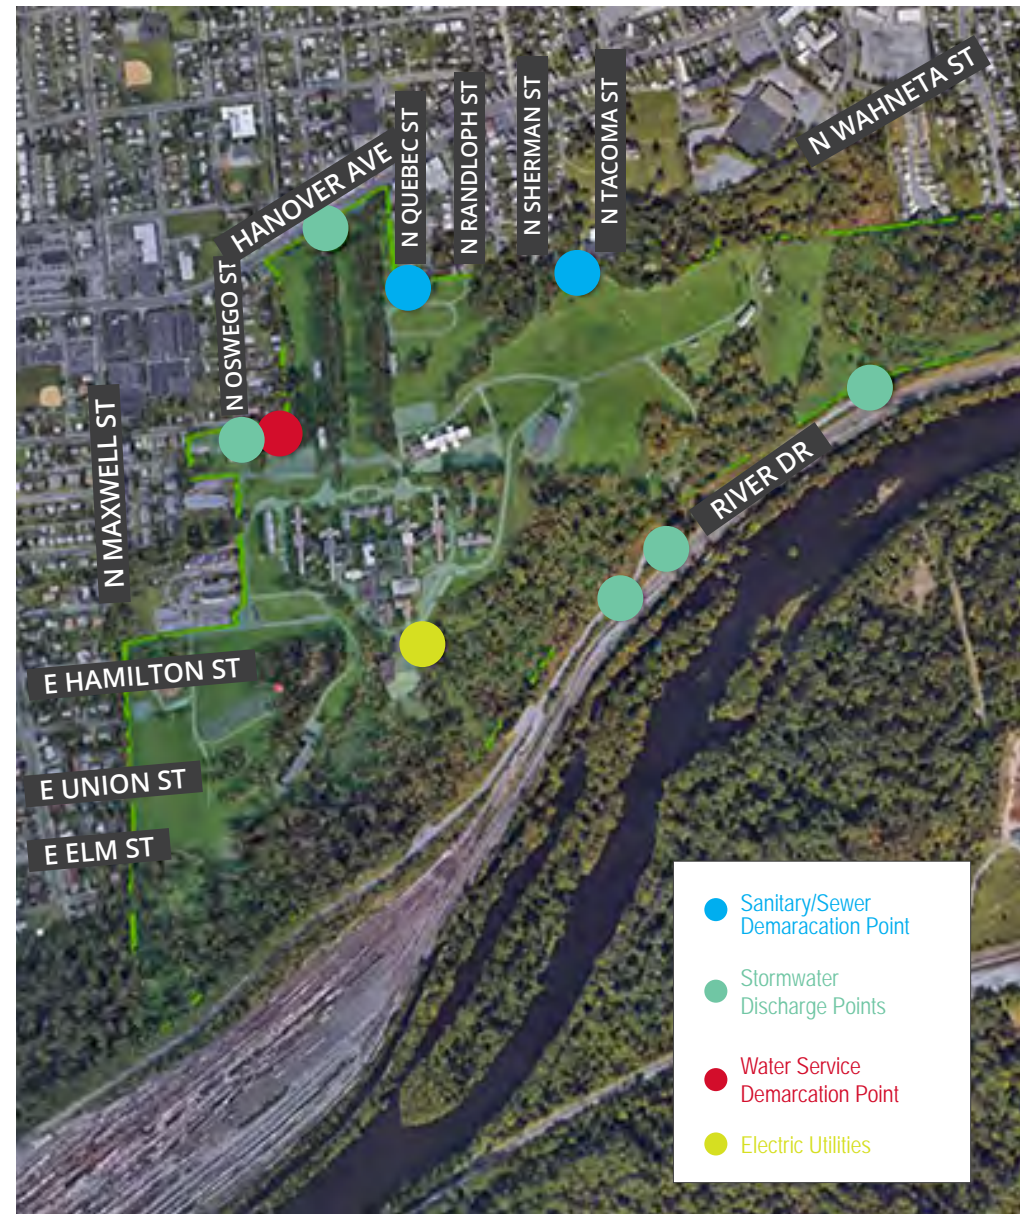 N WAHNETA ST
N TACOMA ST
N SHERMAN ST
N RANDLOPH ST
N QUEBEC ST
HANOVER AVE
N OSWEGO ST
N MAXWELL ST
RIVER DR
E HAMILTON ST
E UNION ST
E ELM ST
Sanitary/Sewer
Demaracation Point
Stormwater
Discharge Points
Water Service
Demarcation Point
Electric Utilities